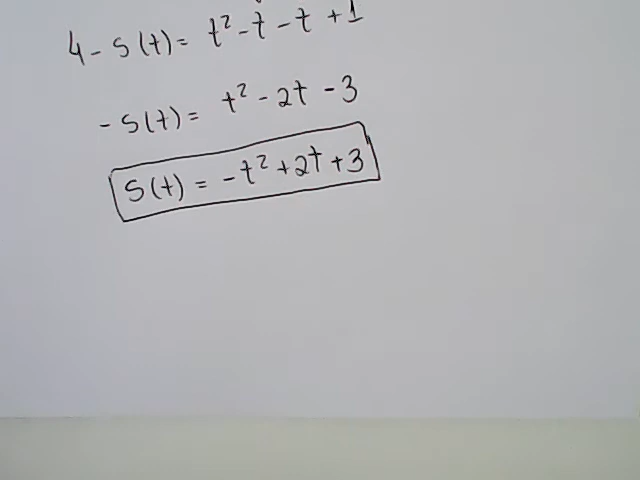 4 - S(t) = t² - t - t + 1
- S(t) = t² - 2t - 3
S(t) = -t² + 2t + 3